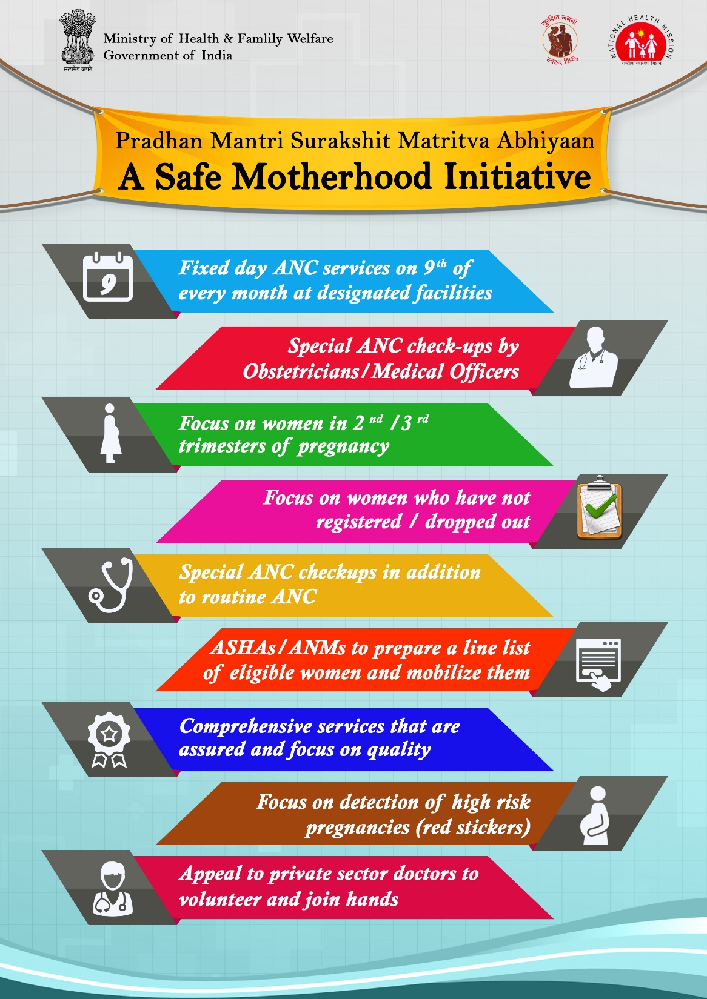 सत्यमेव जयते
Ministry of Health & Famlily Welfare
Government of India
सुरक्षित जननी
स्वस्थ शिशु
NATIONAL HEALTH MISSION
राष्ट्रीय स्वास्थ्य मिशन
Pradhan Mantri Surakshit Matritva Abhiyaan
A Safe Motherhood Initiative
9
Fixed day ANC services on 9th of
every month at designated facilities
Special ANC check-ups by
Obstetricians/Medical Officers
Focus on women in 2 nd /3 rd
trimesters of pregnancy
Focus on women who have not
registered / dropped out
Special ANC checkups in addition
to routine ANC
ASHAs/ANMs to prepare a line list
of eligible women and mobilize them
Comprehensive services that are
assured and focus on quality
Focus on detection of high risk
pregnancies (red stickers)
Appeal to private sector doctors to
volunteer and join hands